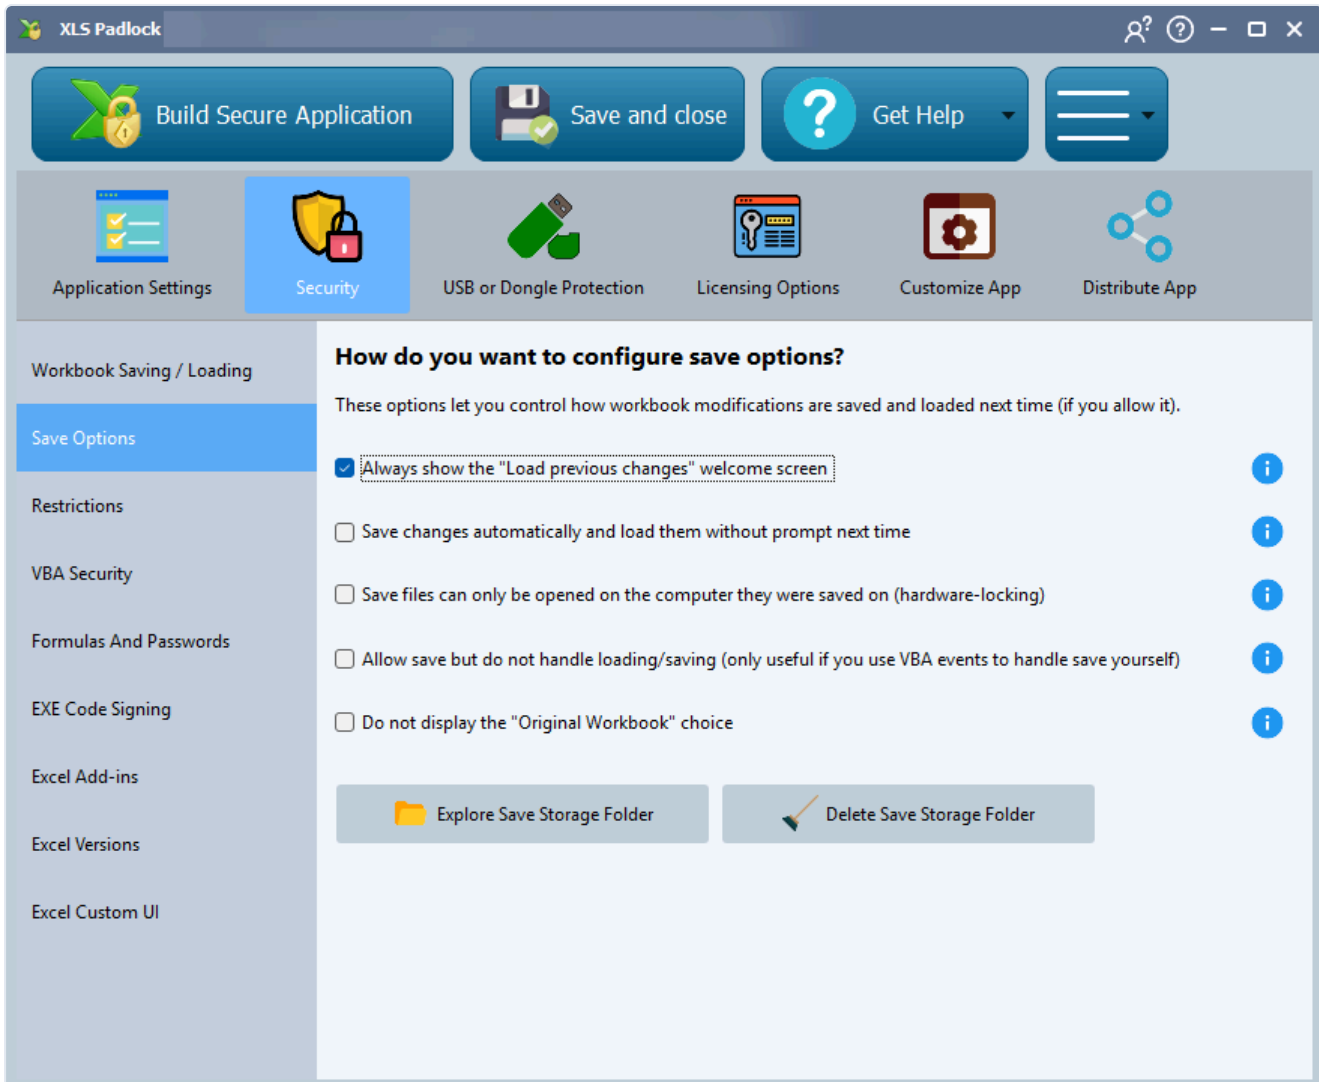 XLS Padlock
Build Secure Application
Save and close
Get Help
Application Settings
Security
USB or Dongle Protection
Licensing Options
Customize App
Distribute App
Workbook Saving / Loading
Save Options
Restrictions
VBA Security
Formulas And Passwords
EXE Code Signing
Excel Add-ins
Excel Versions
Excel Custom UI
How do you want to configure save options?
These options let you control how workbook modifications are saved and loaded next time (if you allow it).
Always show the "Load previous changes" welcome screen
Save changes automatically and load them without prompt next time
Save files can only be opened on the computer they were saved on (hardware-locking)
Allow save but do not handle loading/saving (only useful if you use VBA events to handle save yourself)
Do not display the "Original Workbook" choice
Explore Save Storage Folder
Delete Save Storage Folder